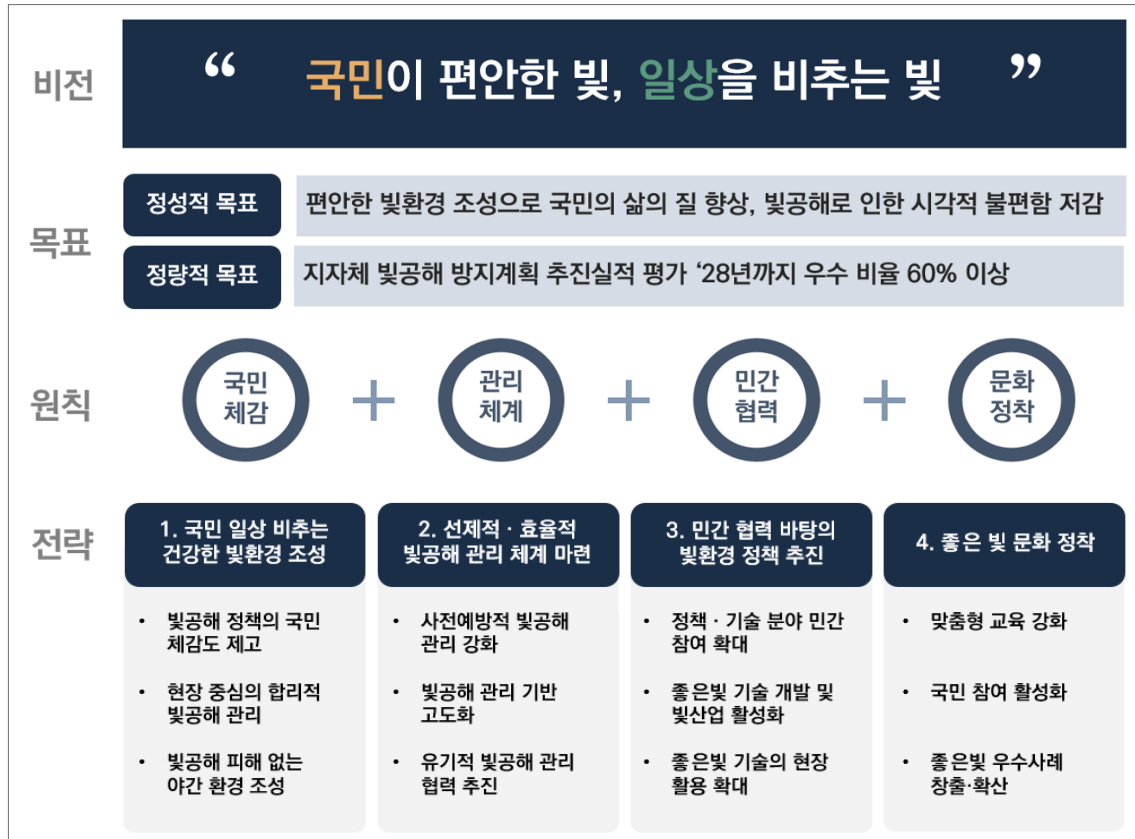 비전
“ 국민이 편안한 빛, 일상을 비추는 빛 ”
목표
정성적 목표
편안한 빛환경 조성으로 국민의 삶의 질 향상, 빛공해로 인한 시각적 불편함 저감
정량적 목표
지자체 빛공해 방지계획 추진실적 평가 ‘28년까지 우수 비율 60% 이상
원칙
국민
체감
+
관리
체계
+
민간
협력
+
문화
정착
전략
1. 국민 일상 비추는
건강한 빛환경 조성
• 빛공해 정책의 국민
체감도 제고
• 현장 중심의 합리적
빛공해 관리
• 빛공해 피해 없는
야간 환경 조성
2. 선제적 · 효율적
빛공해 관리 체계 마련
• 사전예방적 빛공해
관리 강화
• 빛공해 관리 기반
고도화
• 유기적 빛공해 관리
협력 추진
3. 민간 협력 바탕의
빛환경 정책 추진
• 정책 · 기술 분야 민간
참여 확대
• 좋은빛 기술 개발 및
빛산업 활성화
• 좋은빛 기술의 현장
활용 확대
4. 좋은 빛 문화 정착
• 맞춤형 교육 강화
• 국민 참여 활성화
• 좋은빛 우수사례
창출·확산